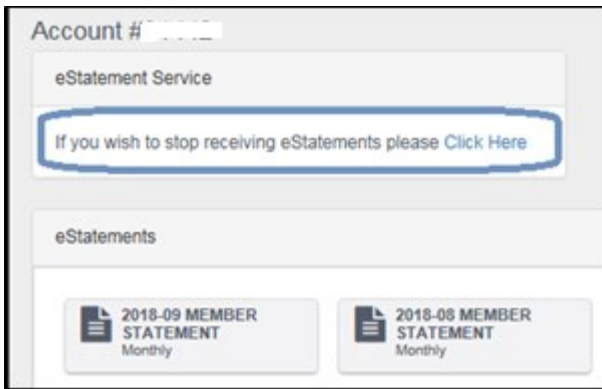 Account #
eStatement Service
If you wish to stop receiving eStatements please Click Here
eStatements
2018-09 MEMBER
STATEMENT
Monthly
2018-08 MEMBER
STATEMENT
Monthly